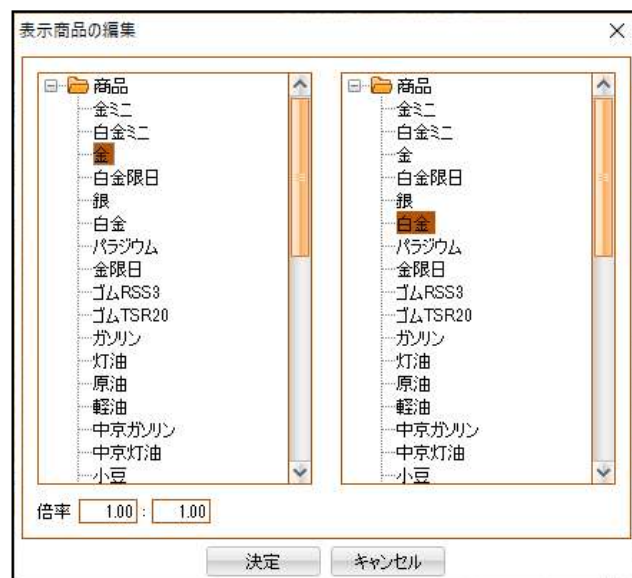 表示商品の編集
商品
金ミニ
白金ミニ
金
白金限日
銀
白金
パラジウム
金限日
ゴムRSS3
ゴムTSR20
ガソリン
灯油
原油
軽油
中京ガソリン
中京灯油
小豆
商品
金ミニ
白金ミニ
金
白金限日
銀
白金
パラジウム
金限日
ゴムRSS3
ゴムTSR20
ガソリン
灯油
原油
軽油
中京ガソリン
中京灯油
小豆
倍率 1.00 : 1.00
決定 キャンセル